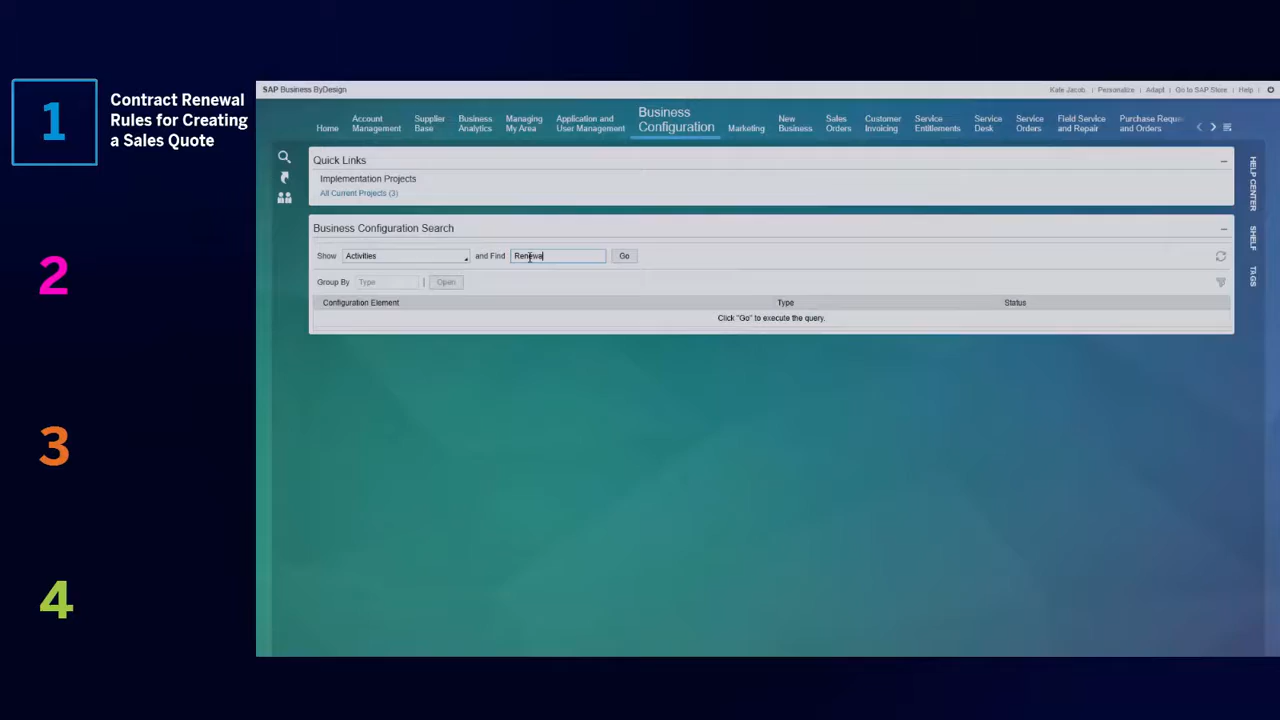 1
Contract Renewal
Rules for Creating
a Sales Quote
2
3
4
SAP Business ByDesign
Kate Jacob | Personalize | Adapt | Go to SAP Store | Help |
Home
Account
Management
Supplier
Base
Business
Analytics
Managing
My Area
Application and
User Management
Business
Configuration
Marketing
New
Business
Sales
Orders
Customer
Invoicing
Service
Entitlements
Service
Desk
Service
Orders
Field Service
and Repair
Purchase Reque
and Orders
Quick Links
Implementation Projects
All Current Projects (3)
Business Configuration Search
Show Activities and Find Renewal Go
Group By Type | Open
Configuration Element Type Status
Click "Go" to execute the query.
HELP CENTER
SHELF
TAGS